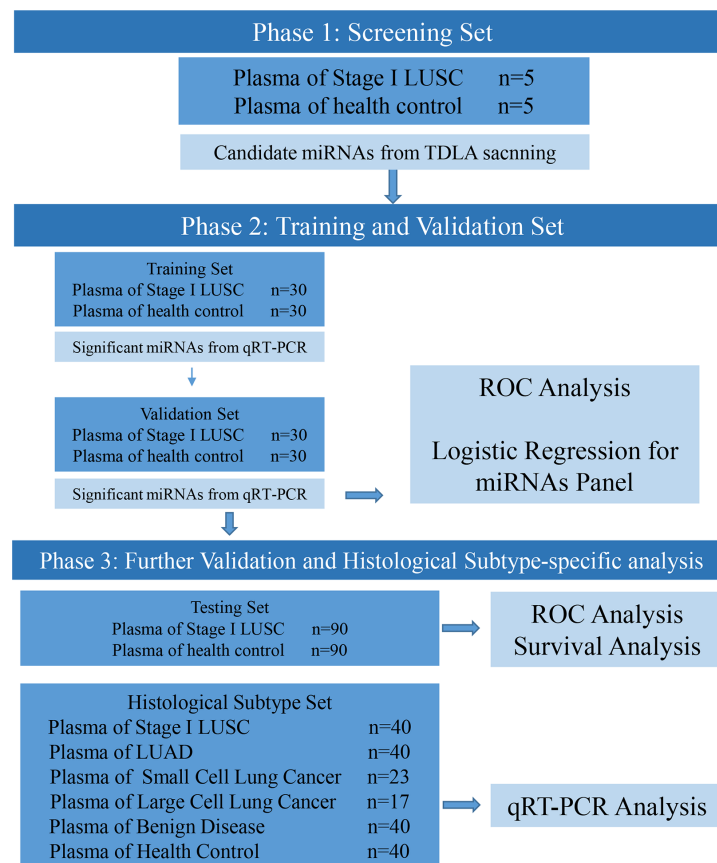 Phase 1: Screening Set
Plasma of Stage I LUSC n=5
Plasma of health control n=5
Candidate miRNAs from TDLA sacnning
Phase 2: Training and Validation Set
Training Set
Plasma of Stage I LUSC n=30
Plasma of health control n=30
Significant miRNAs from qRT-PCR
Validation Set
Plasma of Stage I LUSC n=30
Plasma of health control n=30
Significant miRNAs from qRT-PCR
ROC Analysis
Logistic Regression for
miRNAs Panel
Phase 3: Further Validation and Histological Subtype-specific analysis
Testing Set
Plasma of Stage I LUSC n=90
Plasma of health control n=90
ROC Analysis
Survival Analysis
Histological Subtype Set
Plasma of Stage I LUSC n=40
Plasma of LUAD n=40
Plasma of Small Cell Lung Cancer n=23
Plasma of Large Cell Lung Cancer n=17
Plasma of Benign Disease n=40
Plasma of Health Control n=40
qRT-PCR Analysis